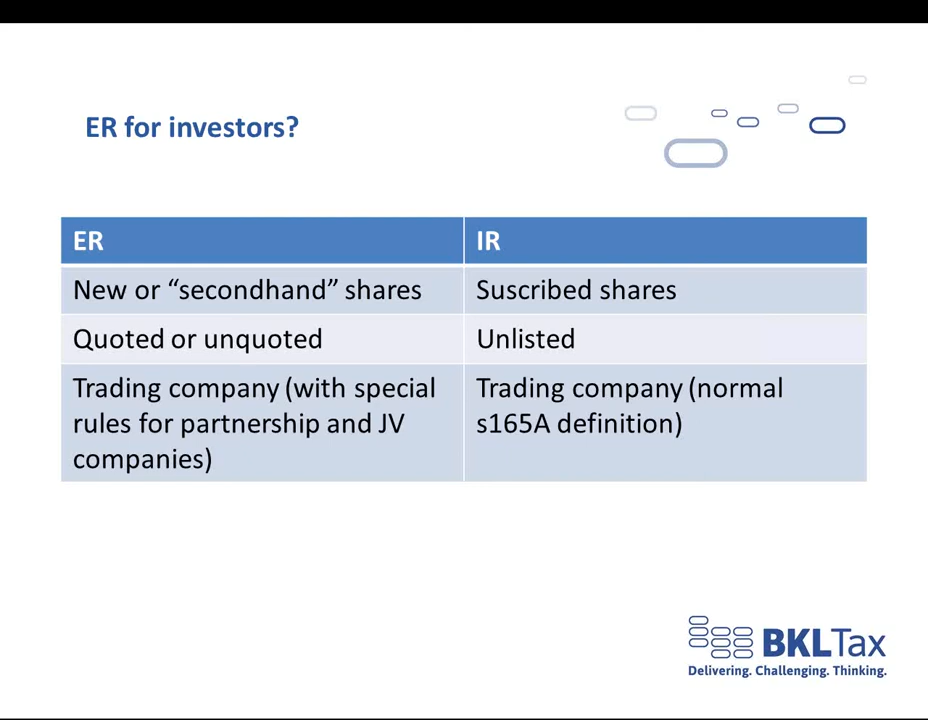 ER for investors?
ER
IR
New or “secondhand” shares
Suscribed shares
Quoted or unquoted
Unlisted
Trading company (with special
rules for partnership and JV
companies)
Trading company (normal
s165A definition)
BKLTax
Delivering. Challenging. Thinking.